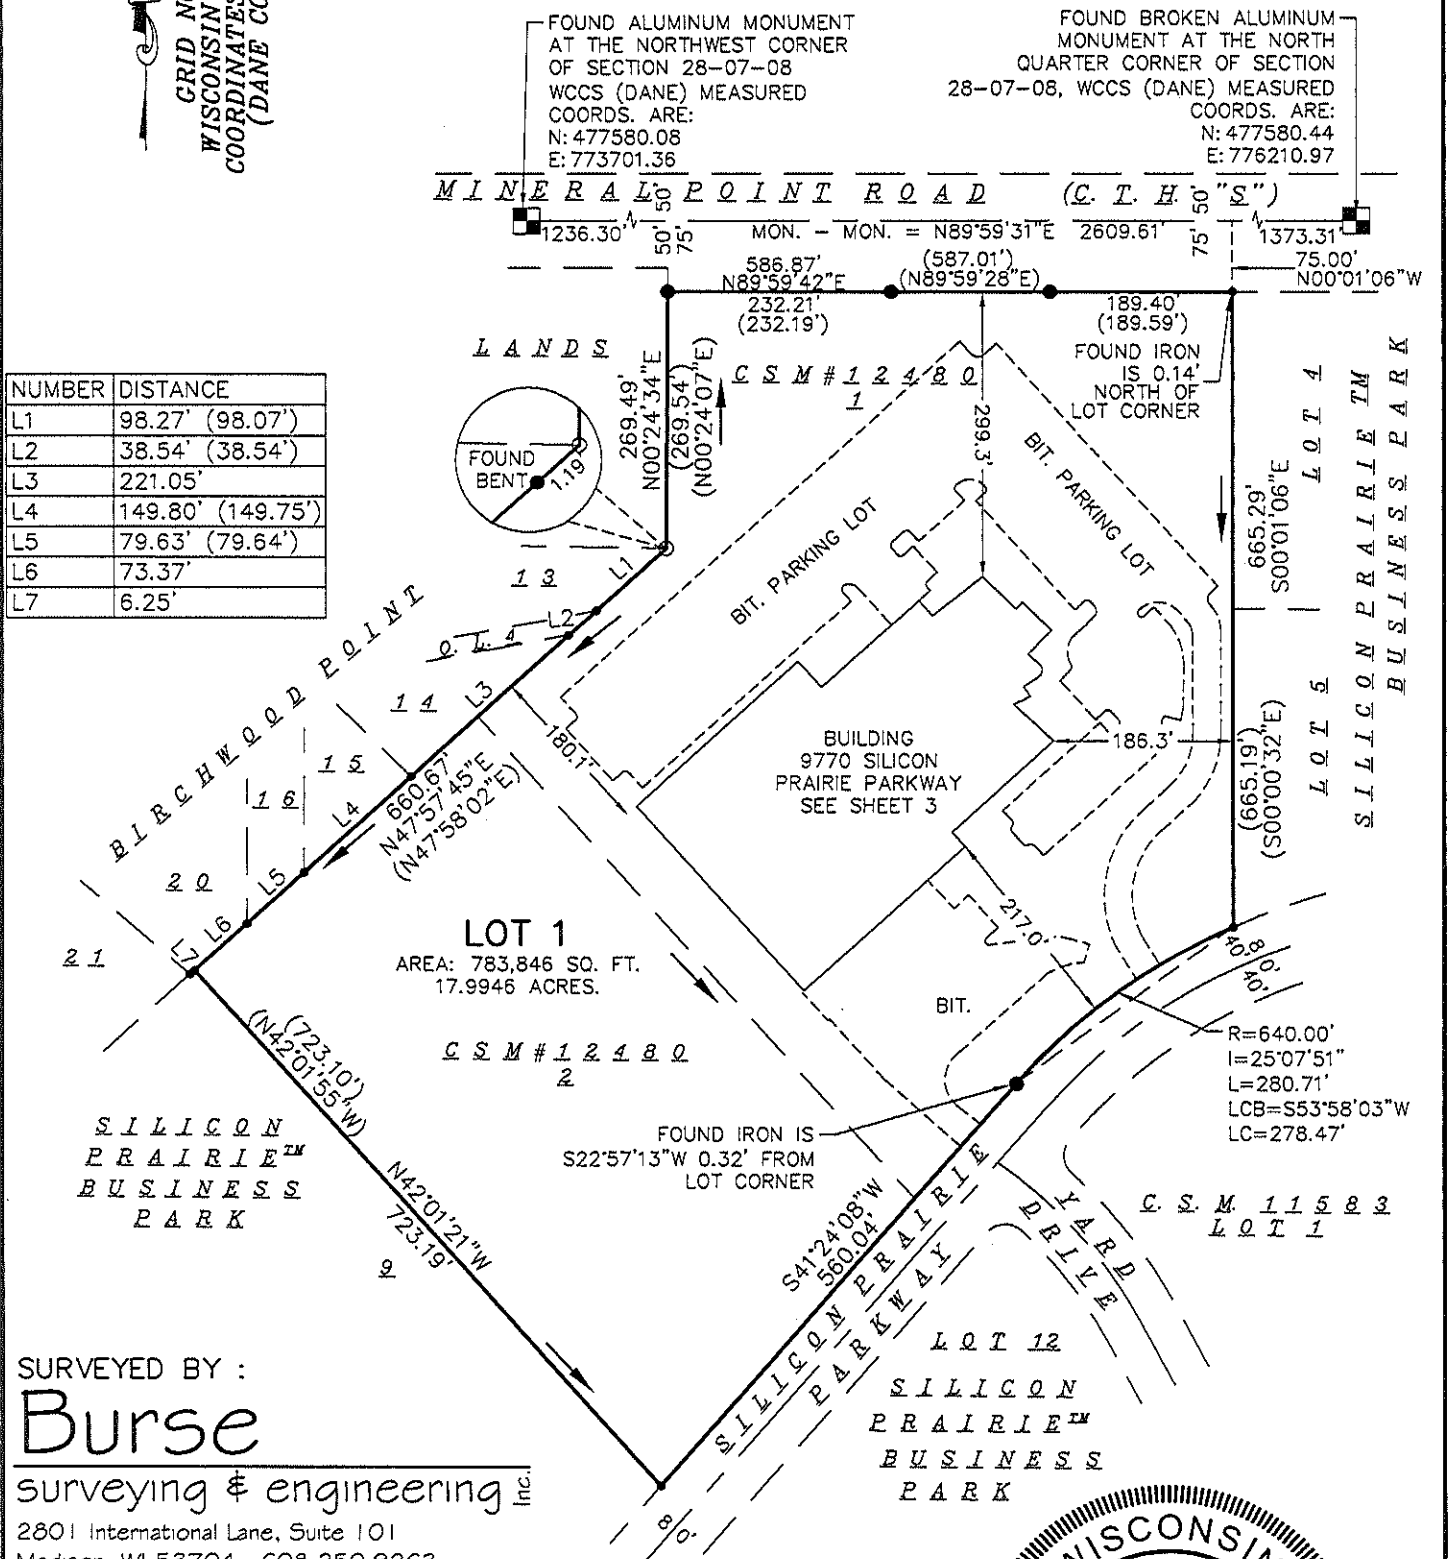 GRID NO
WISCONSIN
COORDINATES
(DANE CO
FOUND ALUMINUM MONUMENT
AT THE NORTHWEST CORNER
OF SECTION 28-07-08
WCCS (DANE) MEASURED
COORDS. ARE:
N: 477580.08
E: 773701.36
FOUND BROKEN ALUMINUM
MONUMENT AT THE NORTH
QUARTER CORNER OF SECTION
28-07-08, WCCS (DANE) MEASURED
COORDS. ARE:
N: 477580.44
E: 776210.97
MINERAL POINT ROAD (C. T. H. "S")
50' 50'
75'
75' 50'
1236.30'
MON. - MON. = N89°59'31"E 2609.61'
1373.31'
75.00'
N00°01'06"W
586.87'
N89°59'42"E
(587.01')
(N89°59'28"E)
232.21'
(232.19')
189.40'
(189.59')
FOUND IRON
IS 0.14'
NORTH OF
LOT CORNER
LANDS
269.49'
N00°24'34"E
(269.54')
(N00°24'07"E)
CSM#12480
1
299.3'
NUMBER DISTANCE
L1 98.27' (98.07')
L2 38.54' (38.54')
L3 221.05'
L4 149.80' (149.75')
L5 79.63' (79.64')
L6 73.37'
L7 6.25'
FOUND
BENT
1.19'
BIT. PARKING LOT
BIT. PARKING LOT
LOT 4
665.29'
S00°01'06"E
LOT 5
SILICON PRAIRIE TM
BUSINESS PARK
(665.19')
(S00°00'32"E)
13
L1
L2
O.L. 4
14
L3
15
16
L4
20
L5
L6
L7
21
BIRCHWOOD POINT
180.1'
660.67'
N47°57'45"E
(N47°58'02"E)
BUILDING
9770 SILICON
PRAIRIE PARKWAY
SEE SHEET 3
186.3'
217.0'
LOT 1
AREA: 783,846 SQ. FT.
17.9946 ACRES.
BIT.
40' 80'
40'
CSM#12480
2
R=640.00'
I=25°07'51"
L=280.71'
LCB=S53°58'03"W
LC=278.47'
(723.10')
(N42°01'55"W)
FOUND IRON IS
S22°57'13"W 0.32' FROM
LOT CORNER
SILICON
PRAIRIE™
BUSINESS
PARK
N42°01'21"W
723.19'
9
S41°24'08"W
560.04'
SILICON PRAIRIE
PARKWAY
YARD
DRIVE
C. S. M. 11583
LOT 1
LOT 12
SILICON
PRAIRIE™
BUSINESS
PARK
80'
SURVEYED BY :
Burse
surveying & engineering Inc.
2801 International Lane, Suite 101
Madison, WI 53704 608-250-9263
WISCONSIN